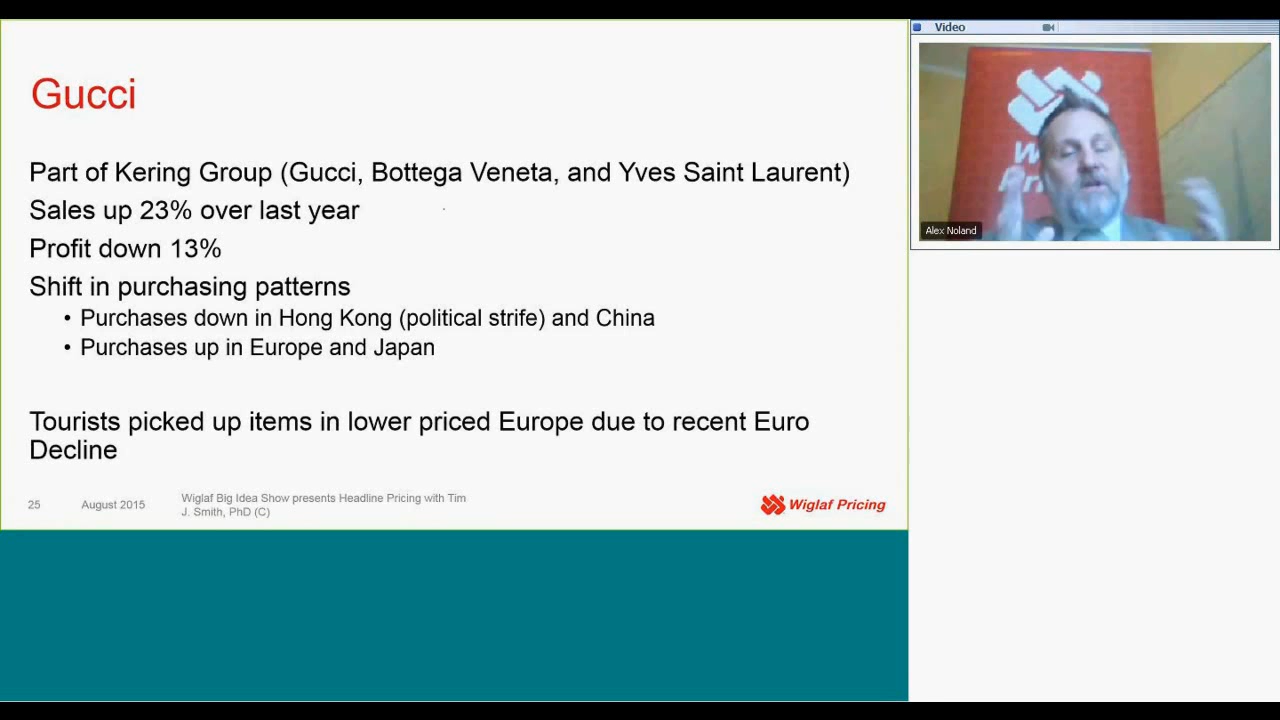 Gucci
Part of Kering Group (Gucci, Bottega Veneta, and Yves Saint Laurent)
Sales up 23% over last year
Profit down 13%
Shift in purchasing patterns
• Purchases down in Hong Kong (political strife) and China
• Purchases up in Europe and Japan
Tourists picked up items in lower priced Europe due to recent Euro
Decline
25 August 2015 Wiglaf Big Idea Show presents Headline Pricing with Tim
J. Smith, PhD (C)
Wiglaf Pricing
Video
Alex Noland